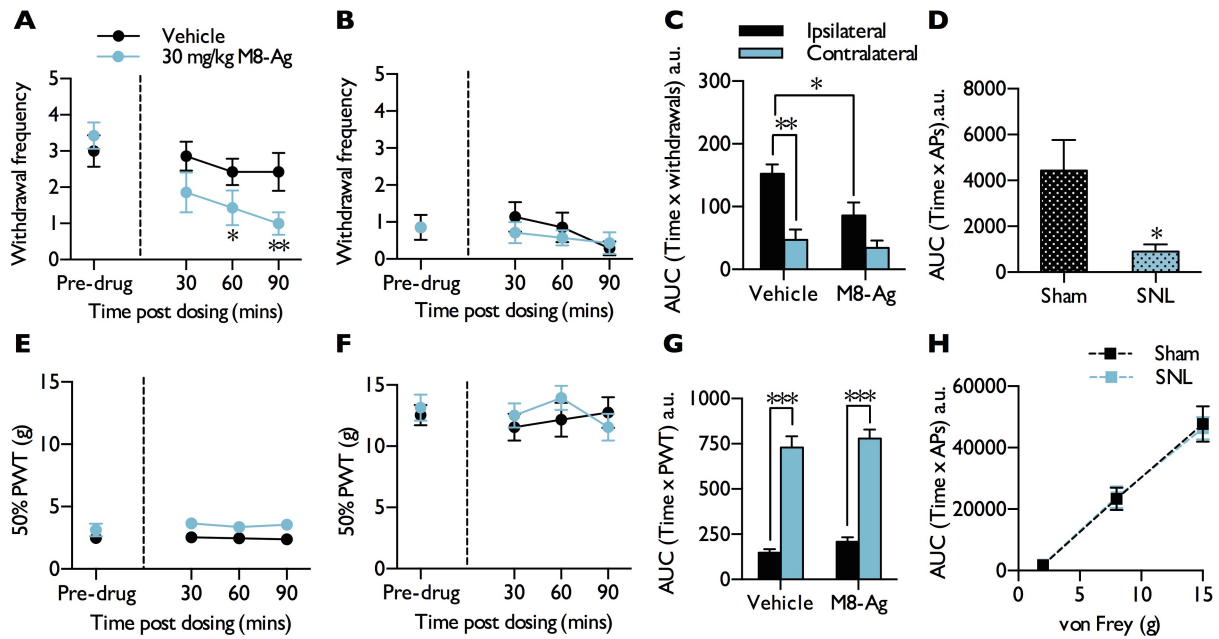 A
Vehicle
30 mg/kg M8-Ag
Withdrawal frequency
5
4
3
2
1
0
*
**
Pre-drug
30
60
90
Time post dosing (mins)
B
Withdrawal frequency
5
4
3
2
1
0
Pre-drug
30
60
90
Time post dosing (mins)
C
Ipsilateral
Contralateral
AUC (Time x withdrawals) a.u.
300
200
100
0
*
**
Vehicle
M8-Ag
D
AUC (Time x APs).a.u.
8000
6000
4000
2000
0
*
Sham
SNL
E
50% PWT (g)
15
10
5
0
Pre-drug
30
60
90
Time post dosing (mins)
F
50% PWT (g)
15
10
5
0
Pre-drug
30
60
90
Time post dosing (mins)
G
AUC (Time x PWT) a.u.
1000
750
500
250
0
***
***
Vehicle
M8-Ag
H
Sham
SNL
AUC (Time x APs) a.u.
60000
40000
20000
0
0
5
10
15
von Frey (g)